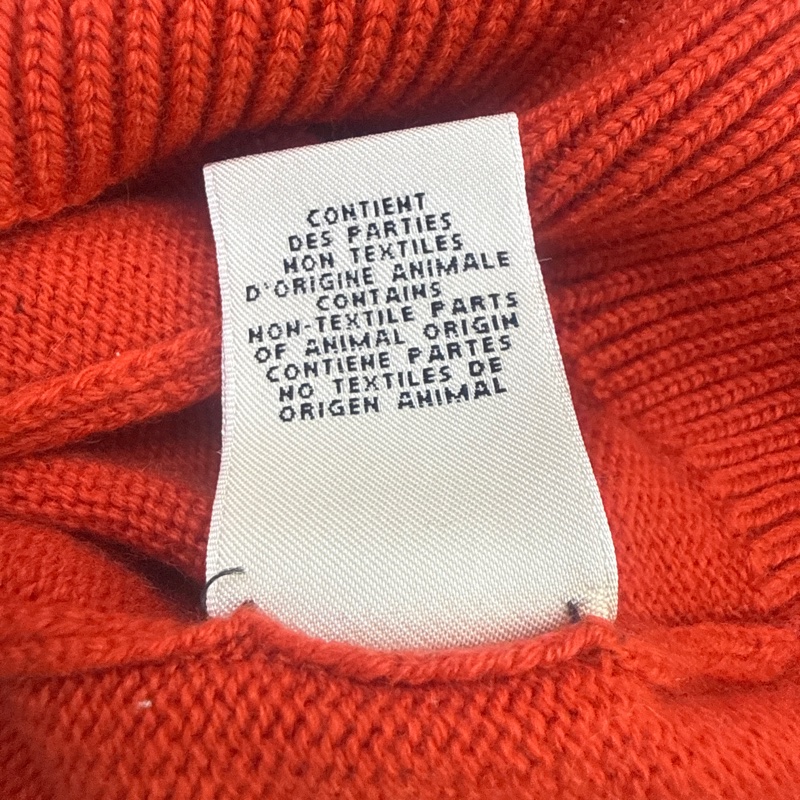 CONTIENT
DES PARTIES
NON TEXTILES
D'ORIGINE ANIMALE
CONTAINS
NON-TEXTILE PARTS
OF ANIMAL ORIGIN
CONTIENE PARTES
NO TEXTILES DE
ORIGEN ANIMAL